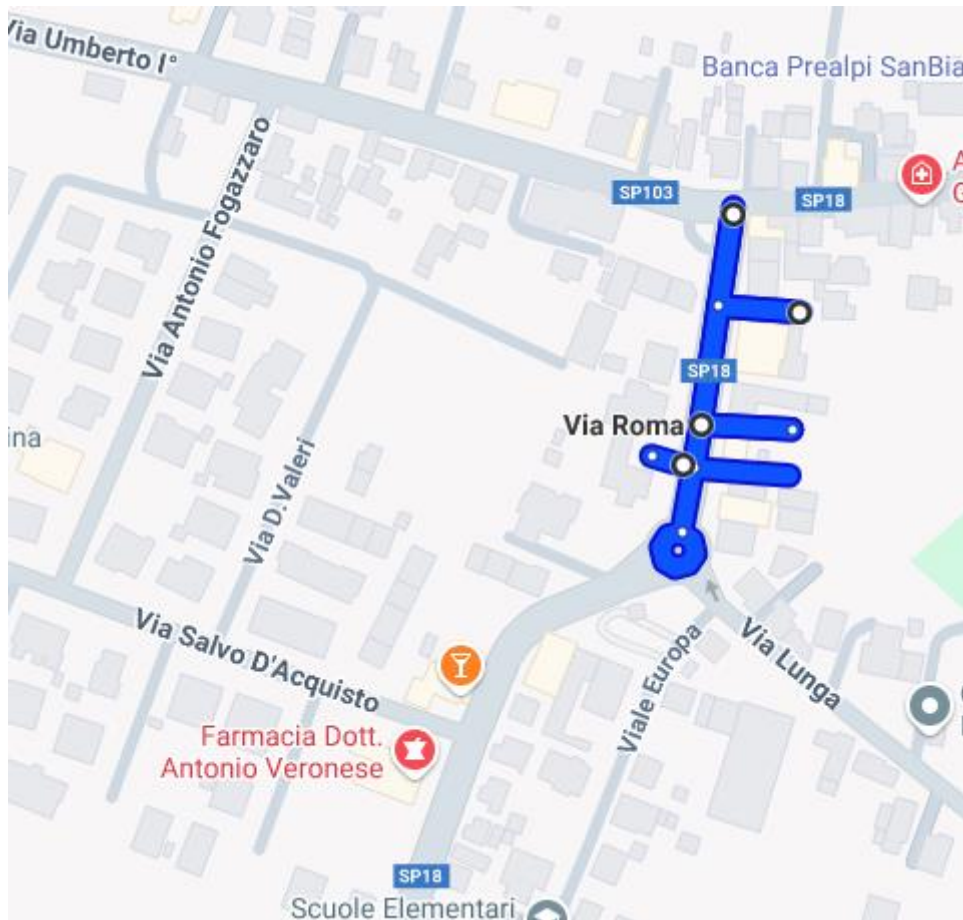 Via Umberto I°
Banca Prealpi SanBia
Via Antonio Fogazzaro
SP103
SP18
A
G
SP18
Via Roma
ina
Via D.Valeri
Via Salvo D'Acquisto
Via Lunga
Viale Europa
Farmacia Dott.
Antonio Veronese
SP18
Scuole Elementari